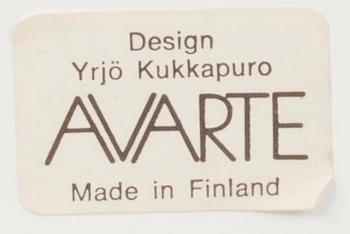 Design
Yrjö Kukkapuro
AVARTE
Made in Finland